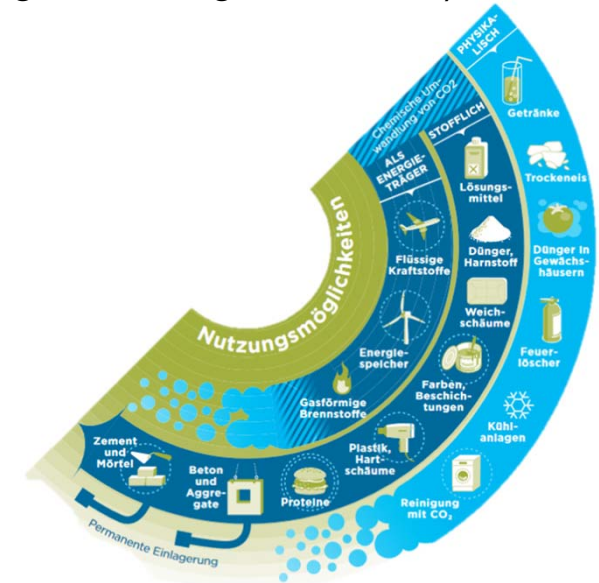 PHYSIKA-
LISCH
Getränke
Trockeneis
Dünger in
Gewächs-
häusern
Feuer-
löscher
Kühl-
anlagen
Reinigung
mit CO₂
Chemische Um-
wandlung von CO2
STOFFLICH
Lösungs-
mittel
Dünger,
Harnstoff
Weich-
schäume
Farben,
Beschich-
tungen
Plastik,
Hart-
schäume
Proteine
Beton
und
Aggre-
gate
Zement
und
Mörtel
ALS
ENERGIE-
TRÄGER
Flüssige
Kraftstoffe
Energie-
speicher
Gasförmige
Brennstoffe
Nutzungsmöglichkeiten
Permanente Einlagerung